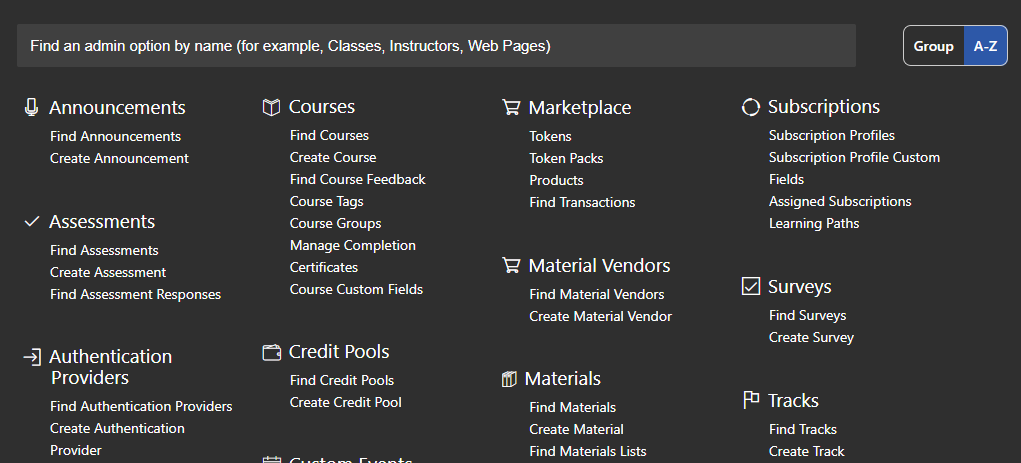 Find an admin option by name (for example, Classes, Instructors, Web Pages)
Group
A-Z
Announcements
Find Announcements
Create Announcement
Assessments
Find Assessments
Create Assessment
Find Assessment Responses
Authentication
Providers
Find Authentication Providers
Create Authentication
Provider
Courses
Find Courses
Create Course
Find Course Feedback
Course Tags
Course Groups
Manage Completion
Certificates
Course Custom Fields
Credit Pools
Find Credit Pools
Create Credit Pool
Custom Events
Marketplace
Tokens
Token Packs
Products
Find Transactions
Material Vendors
Find Material Vendors
Create Material Vendor
Materials
Find Materials
Create Material
Find Materials Lists
Subscriptions
Subscription Profiles
Subscription Profile Custom
Fields
Assigned Subscriptions
Learning Paths
Surveys
Find Surveys
Create Survey
Tracks
Find Tracks
Create Track